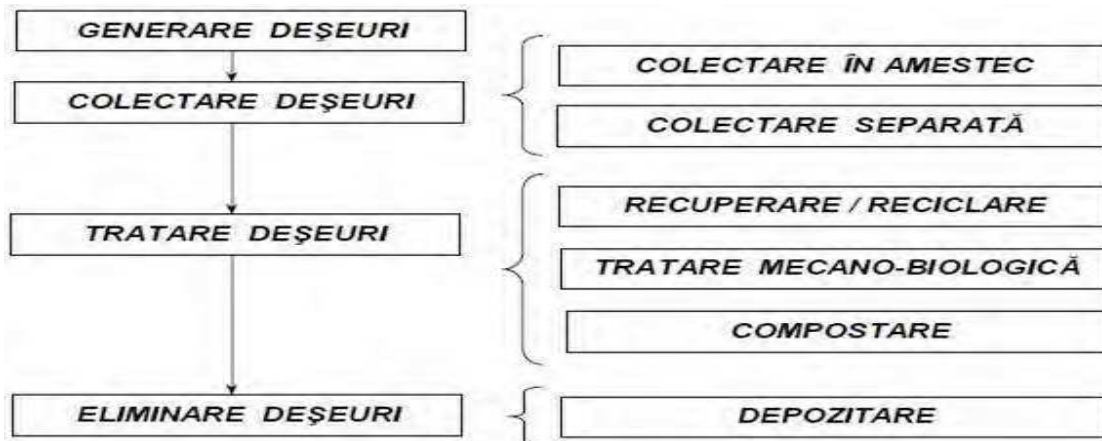 GENERARE DEŞEURI
COLECTARE DEŞEURI
COLECTARE ÎN AMESTEC
COLECTARE SEPARATĂ
TRATARE DEŞEURI
RECUPERARE / RECICLARE
TRATARE MECANO-BIOLOGICĂ
COMPOSTARE
ELIMINARE DEŞEURI
DEPOZITARE